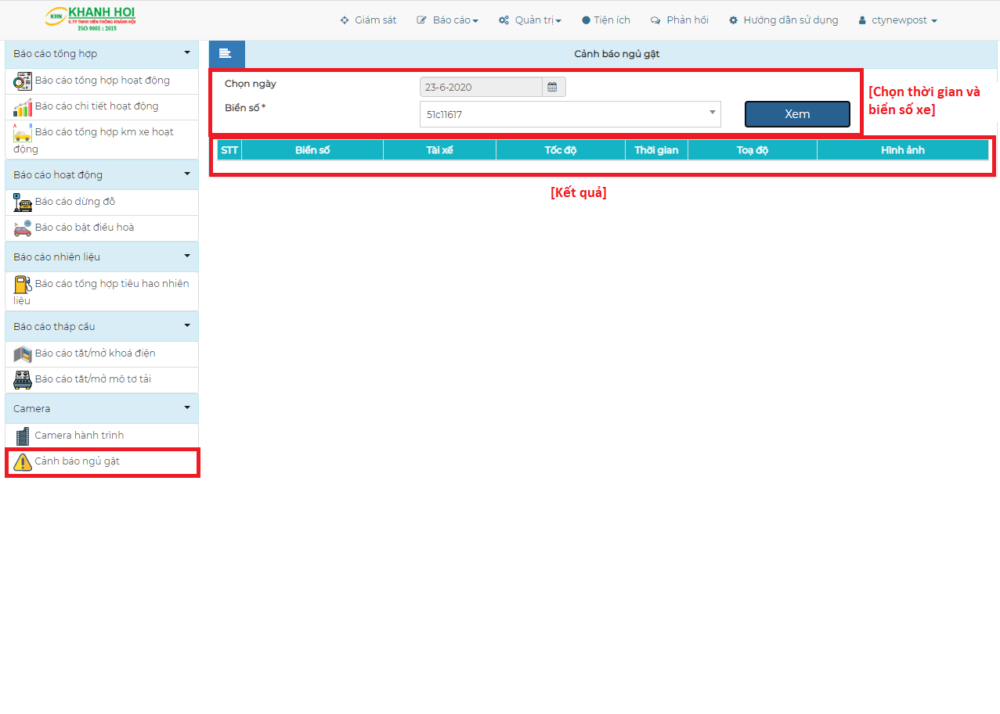 KHN KHANH HOI
C.TY TNHH VIỄN THÔNG KHÁNH HỘI
ISO 9001 : 2015
Giám sát Báo cáo Quản trị Tiện ích Phản hồi Hướng dẫn sử dụng ctynewpost
Báo cáo tổng hợp
Báo cáo tổng hợp hoạt động
Báo cáo chi tiết hoạt động
A B
Báo cáo tổng hợp km xe hoạt
động
Báo cáo hoạt động
Báo cáo dừng đỗ
Báo cáo bật điều hoà
Báo cáo nhiên liệu
Báo cáo tổng hợp tiêu hao nhiên
liệu
Báo cáo tháp cầu
Báo cáo tắt/mở khoá điện
Báo cáo tắt/mở mô tơ tải
Camera
Camera hành trình
Cảnh báo ngủ gật
Cảnh báo ngủ gật
Chọn ngày 23-6-2020
Biển số * 51c11617 Xem
[Chọn thời gian và
biển số xe]
STT Biển số Tài xế Tốc độ Thời gian Toạ độ Hình ảnh
[Kết quả]